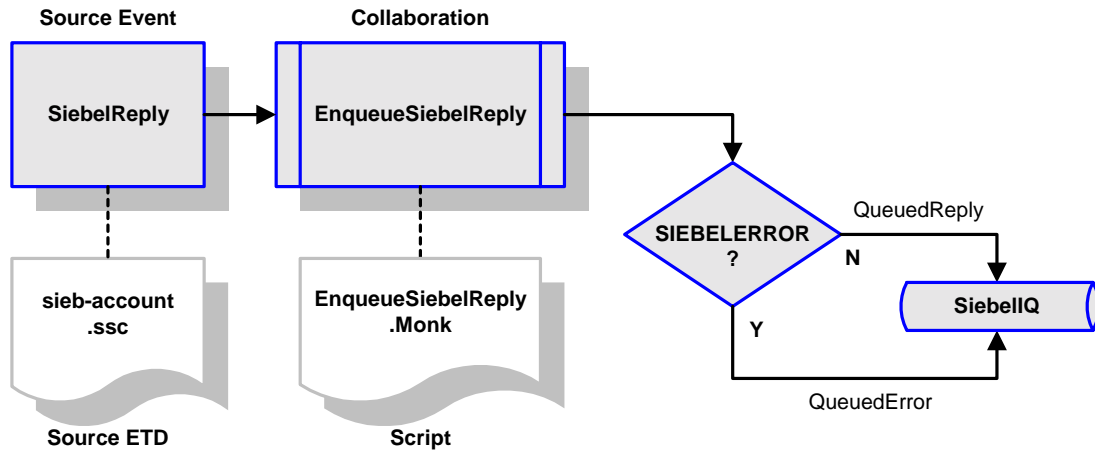 Source Event
Collaboration
SiebelReply
EnqueueSiebelReply
QueuedReply
SIEBELERROR
?
N
Y
SiebelIQ
QueuedError
sieb-account
.ssc
EnqueueSiebelReply
.Monk
Source ETD
Script